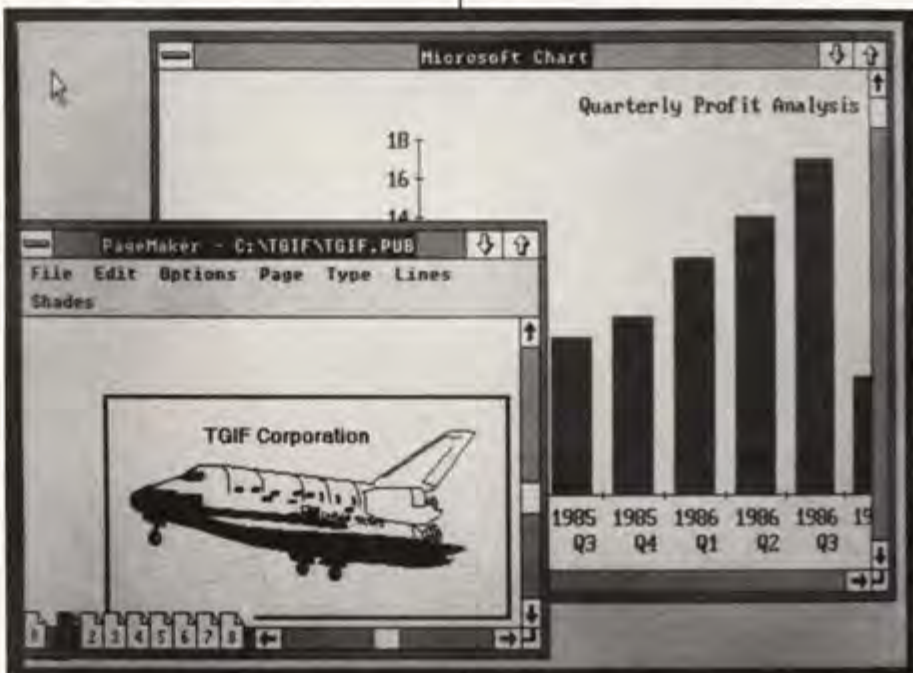 Microsoft Chart
Quarterly Profit Analysis
18
16
14
PageMaker - C:\TGIF\TGIF.PUB
File Edit Options Page Type Lines
Shades
TGIF Corporation
1985 1985 1986 1986 1986 19
Q3 Q4 Q1 Q2 Q3
2 3 4 5 6 7 8